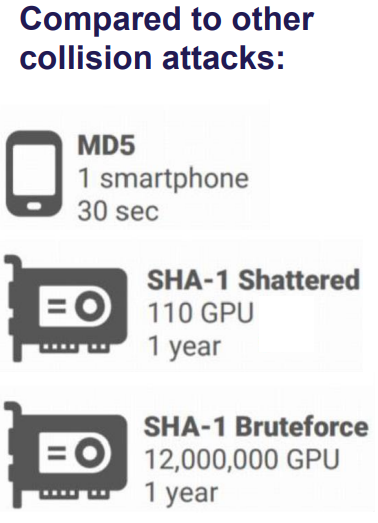 Compared to other
collision attacks:
MD5
1 smartphone
30 sec
SHA-1 Shattered
110 GPU
1 year
SHA-1 Bruteforce
12,000,000 GPU
1 year